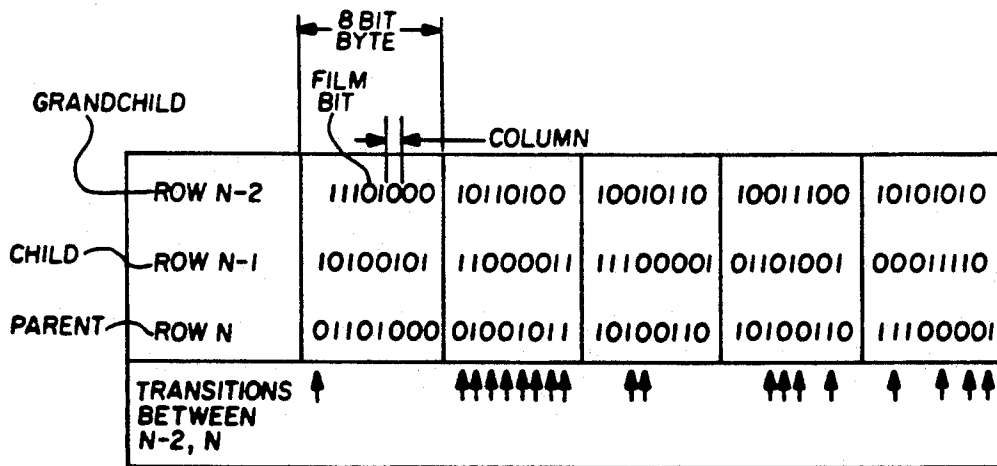 8 BIT
BYTE
FILM
BIT
GRANDCHILD
COLUMN
ROW N-2 11101000 10110100 10010110 10011100 10101010
CHILD ROW N-1 10100101 11000011 11100001 01101001 00011110
PARENT ROW N 01101000 01001011 10100110 10100110 11100001
TRANSITIONS
BETWEEN
N-2, N